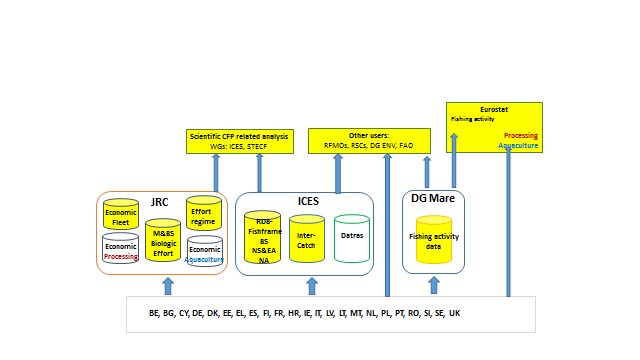 Eurostat
Fishing activity
Processing
Aquaculture
Scientific CFP related analysis
WGs: ICES, STECF
Other users:
RFMOs, RSCs, DG ENV, FAO
JRC
Economic
Fleet
Effort
regime
M&BS
Biologic
Effort
Economic
Processing
Economic
Aquaculture
ICES
RDB-
Fishframe
BS
NS&EA
NA
Inter-
Catch
Datras
DG Mare
Fishing activity
data
BE, BG, CY, DE, DK, EE, EL, ES, FI, FR, HR, IE, IT, LV, LT, MT, NL, PL, PT, RO, SI, SE, UK